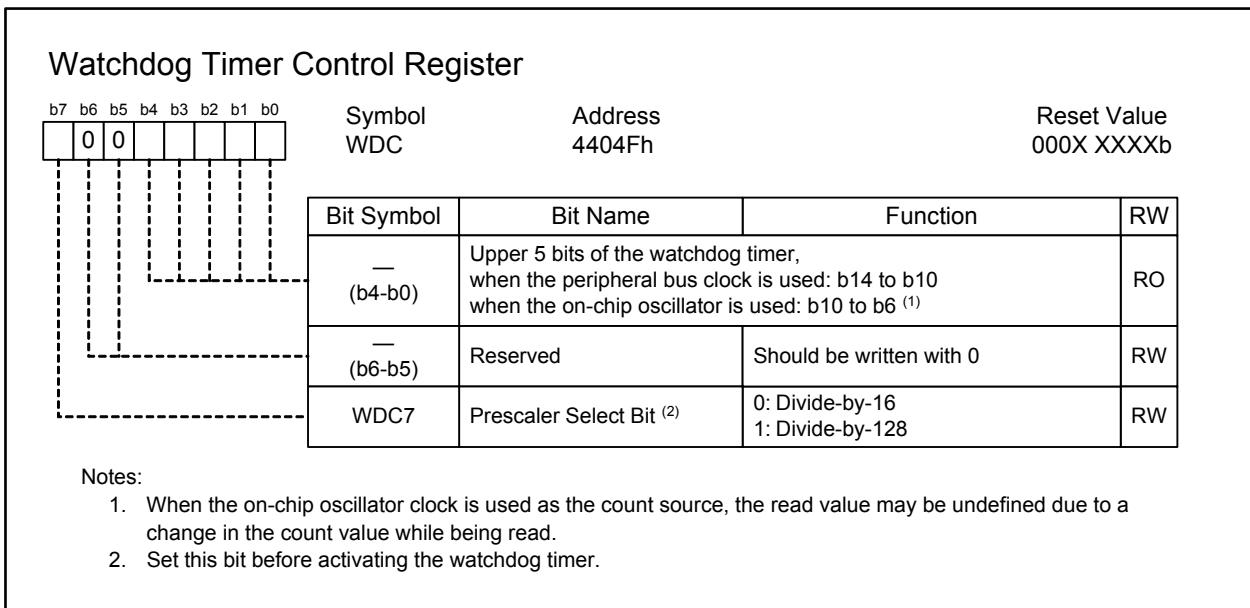 Watchdog Timer Control Register
b7 b6 b5 b4 b3 b2 b1 b0
0 0
Symbol Address Reset Value
WDC 4404Fh 000X XXXXb
Bit Symbol Bit Name Function RW
— (b4-b0)
Upper 5 bits of the watchdog timer,
when the peripheral bus clock is used: b14 to b10
when the on-chip oscillator is used: b10 to b6 (1)
RO
— (b6-b5)
Reserved
Should be written with 0
RW
WDC7
Prescaler Select Bit (2)
0: Divide-by-16
1: Divide-by-128
RW
Notes:
1. When the on-chip oscillator clock is used as the count source, the read value may be undefined due to a
change in the count value while being read.
2. Set this bit before activating the watchdog timer.